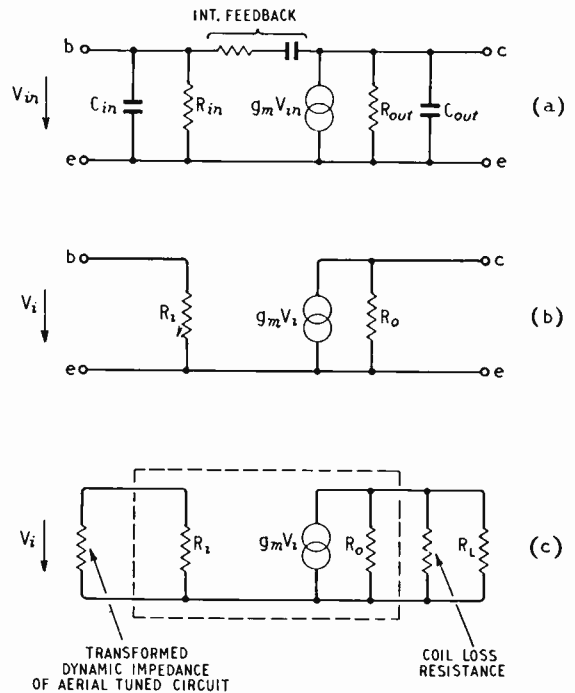 INT. FEEDBACK
b
c
Vin
Cin
Rin
gmVin
Rout
Cout
(a)
e
e
b
c
Vi
Ri
gmVi
Ro
(b)
e
e
Vi
Ri
gmVi
Ro
RL
(c)
TRANSFORMED
DYNAMIC IMPEDANCE
OF AERIAL TUNED CIRCUIT
COIL LOSS
RESISTANCE